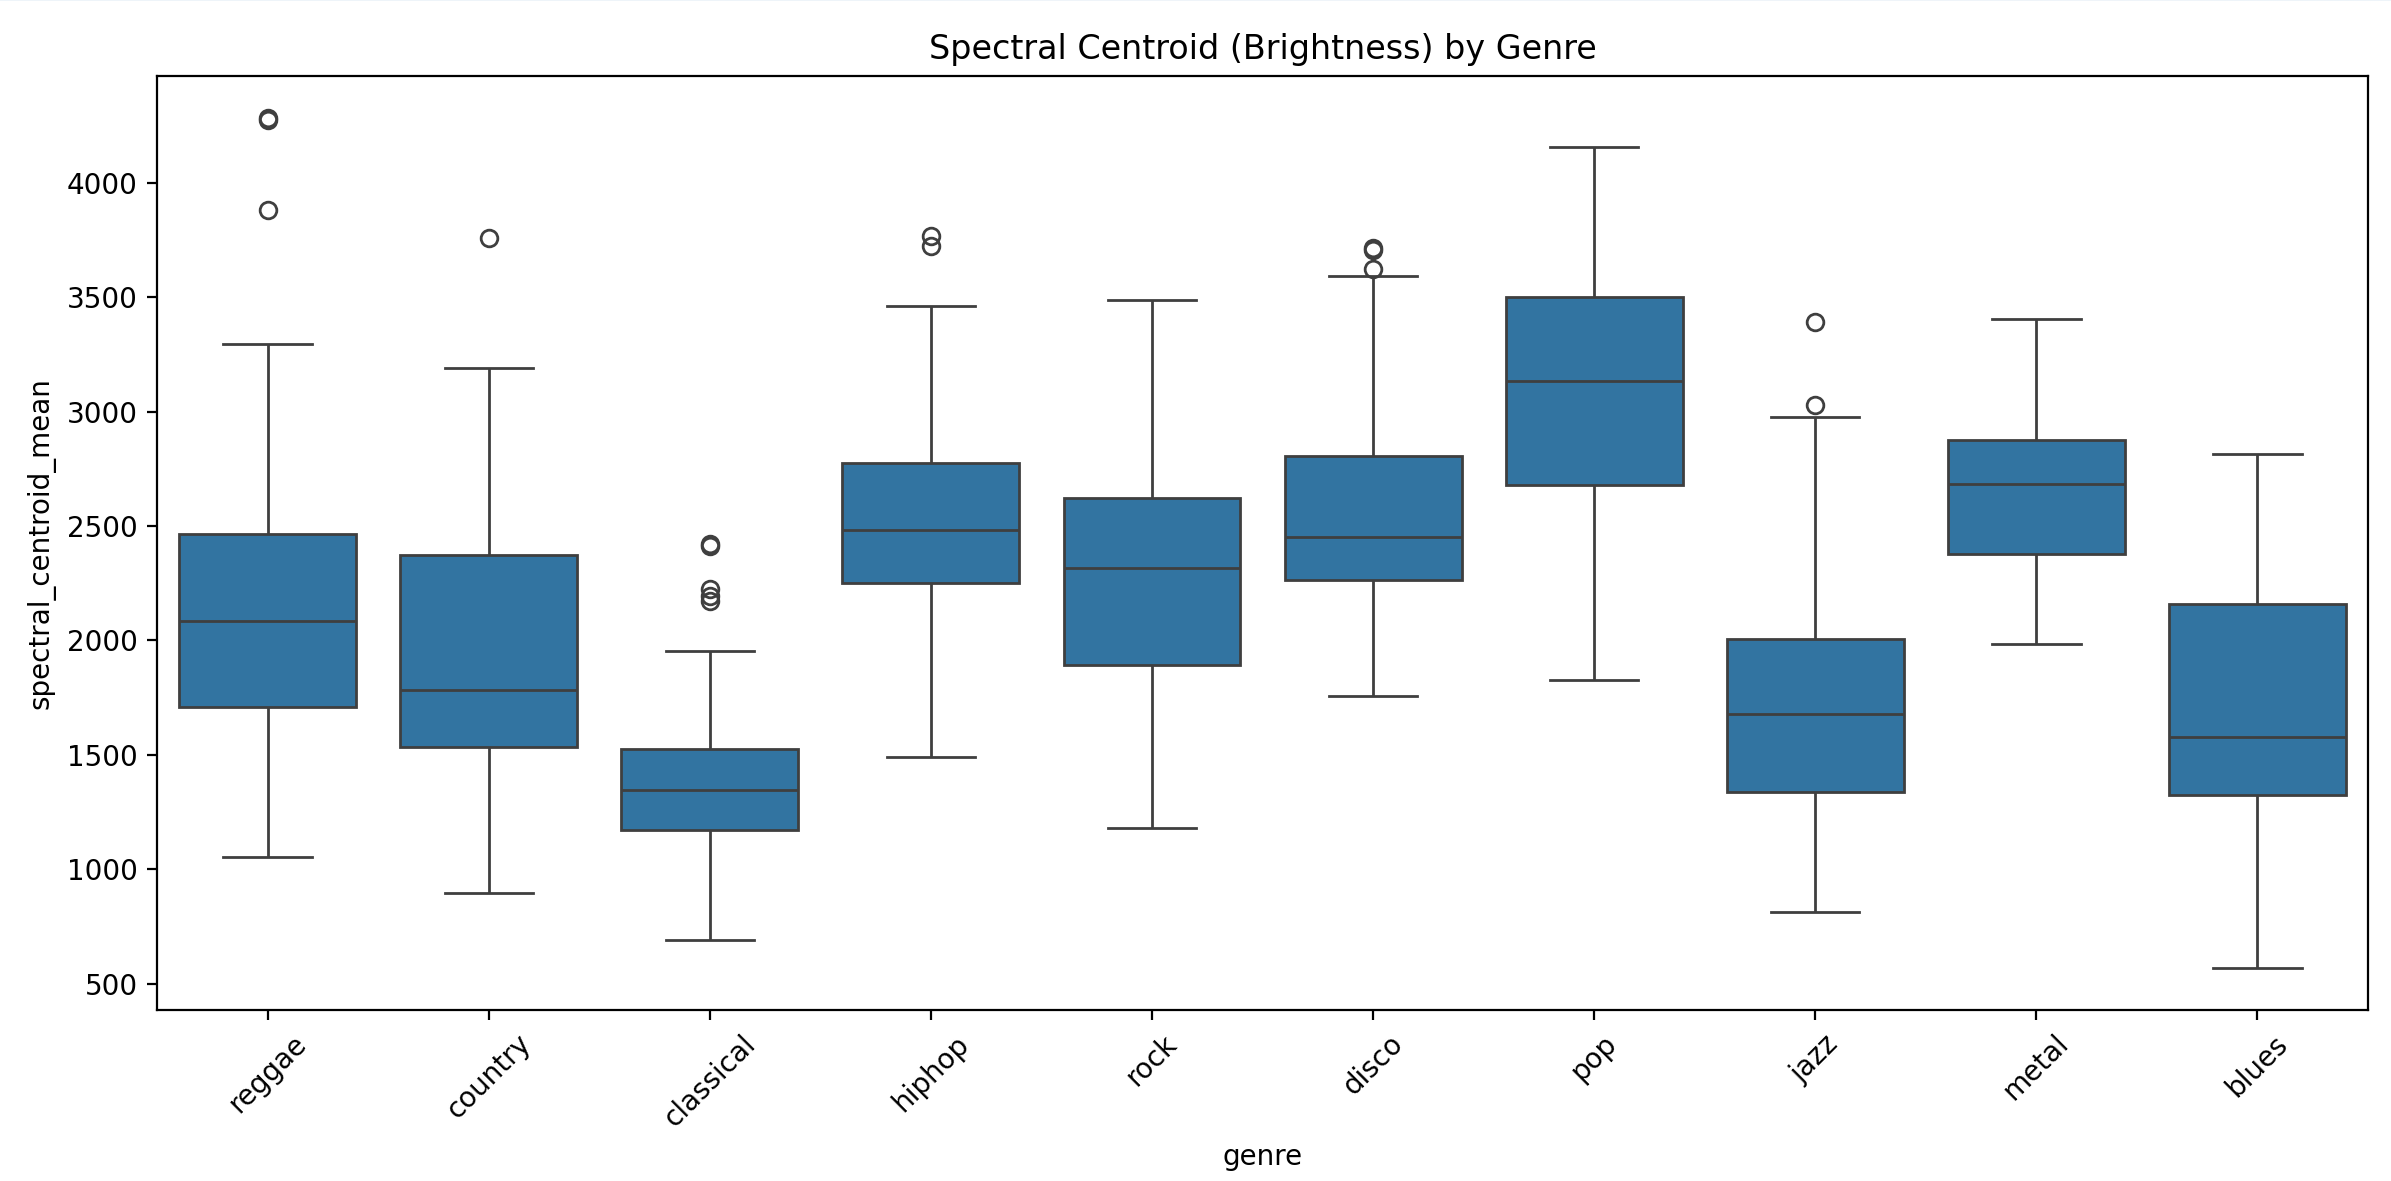 Spectral Centroid (Brightness) by Genre
spectral_centroid_mean
4000
3500
3000
2500
2000
1500
1000
500
reggae
country
classical
hiphop
rock
disco
pop
jazz
metal
blues
genre